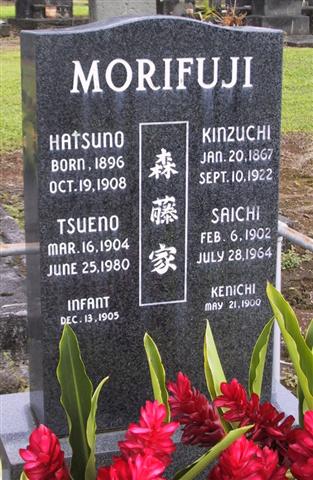 MORIFUJI
HATSUNO
BORN, 1896
OCT. 19, 1908
TSUENO
MAR. 16, 1904
JUNE 25, 1980
INFANT
DEC. 13, 1905
森
藤
家
KINZUCHI
JAN. 20, 1867
SEPT. 10, 1922
SAICHI
FEB. 6, 1902
JULY 28, 1964
KENICHI
MAY 21, 1900